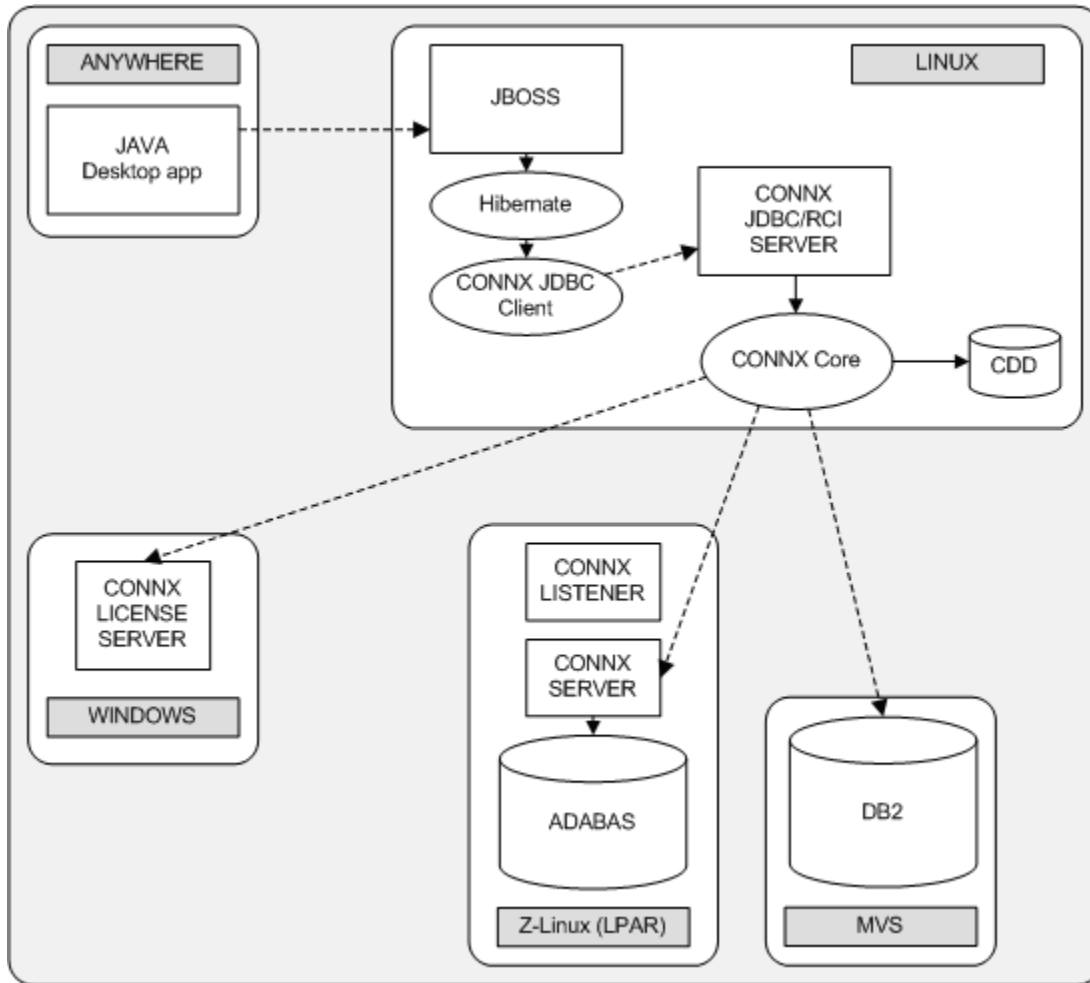 ANYWHERE
JAVA
Desktop app
LINUX
JBOSS
Hibernate
CONNX JDBC
Client
CONNX
JDBC/RCI
SERVER
CONNX Core
CDD
CONNX
LICENSE
SERVER
WINDOWS
CONNX
LISTENER
CONNX
SERVER
ADABAS
Z-Linux (LPAR)
DB2
MVS